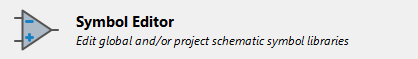 Symbol Editor
Edit global and/or project schematic symbol libraries